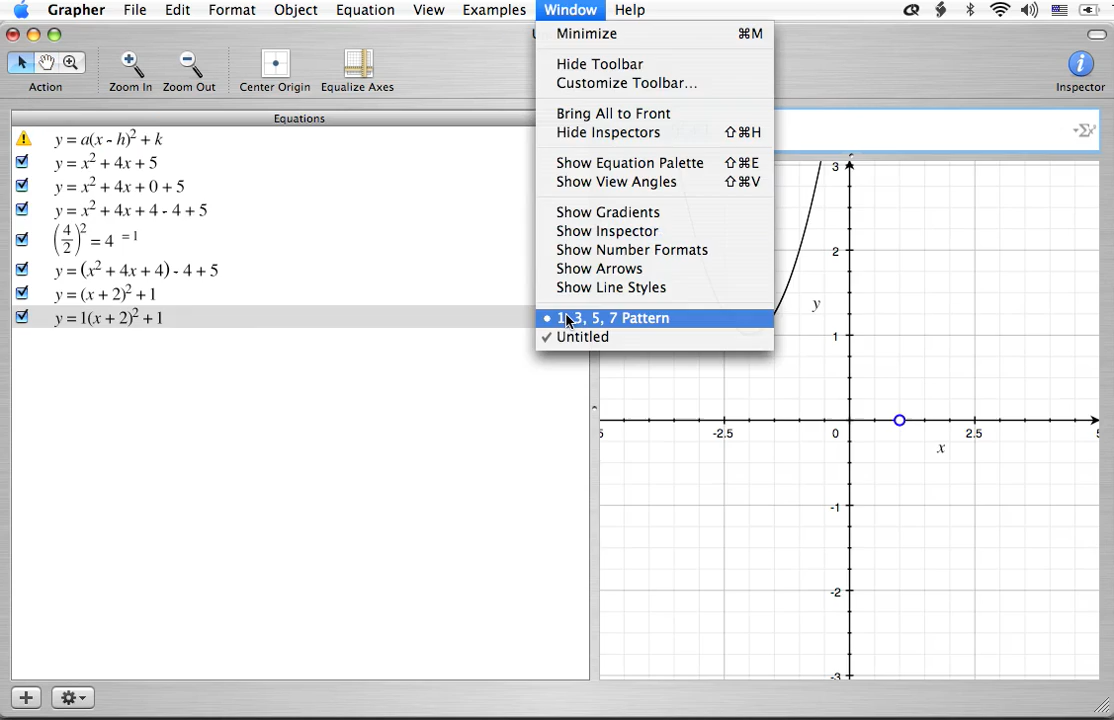 Grapher File Edit Format Object Equation View Examples Window Help
Action Zoom In Zoom Out Center Origin Equalize Axes Inspector
Equations
y = a(x - h)² + k
y = x² + 4x + 5
y = x² + 4x + 0 + 5
y = x² + 4x + 4 - 4 + 5
(4/2)² = 4 = 1
y = (x² + 4x + 4) - 4 + 5
y = (x + 2)² + 1
y = 1(x + 2)² + 1
Minimize ⌘M
Hide Toolbar
Customize Toolbar...
Bring All to Front
Hide Inspectors ⇧⌘H
Show Equation Palette ⇧⌘E
Show View Angles ⇧⌘V
Show Gradients
Show Inspector
Show Number Formats
Show Arrows
Show Line Styles
1, 3, 5, 7 Pattern
✓ Untitled
Σx²
3
2
y
1
5 -2.5 0 2.5 5
x
-1
-2
-3